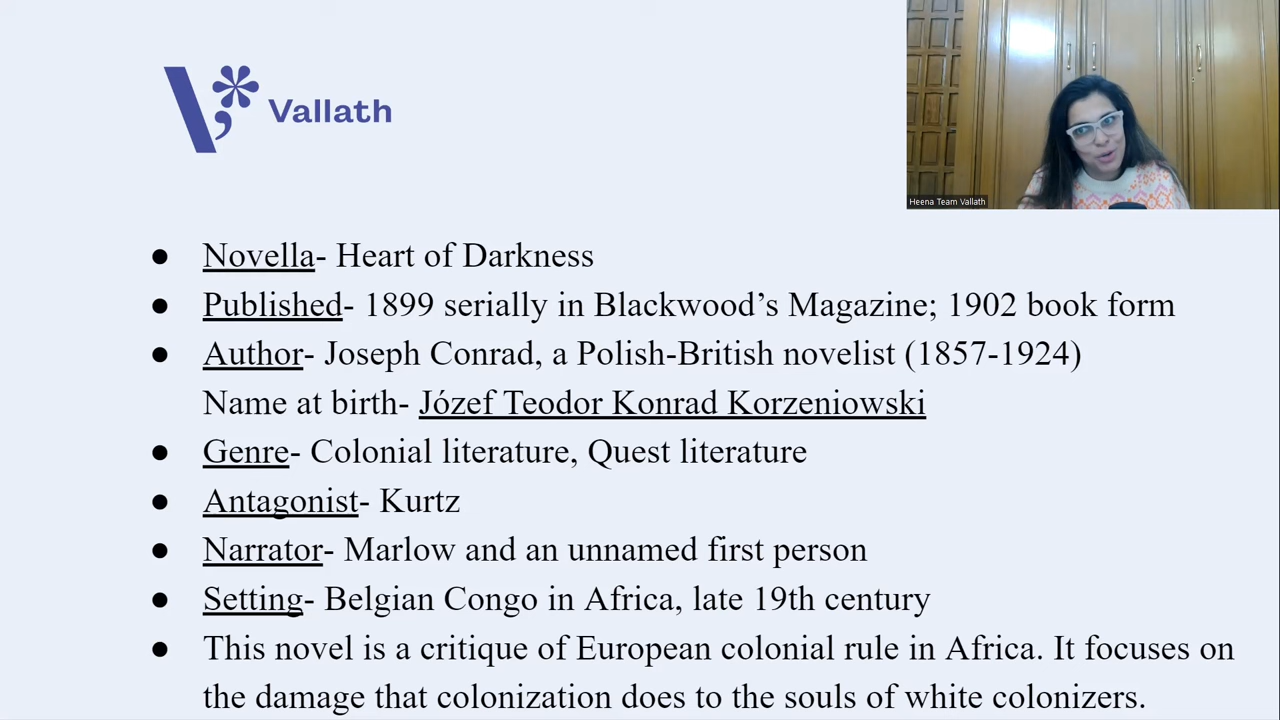 Vallath
Heena Team Vallath
● Novella- Heart of Darkness
● Published- 1899 serially in Blackwood’s Magazine; 1902 book form
● Author- Joseph Conrad, a Polish-British novelist (1857-1924)
Name at birth- Józef Teodor Konrad Korzeniowski
● Genre- Colonial literature, Quest literature
● Antagonist- Kurtz
● Narrator- Marlow and an unnamed first person
● Setting- Belgian Congo in Africa, late 19th century
● This novel is a critique of European colonial rule in Africa. It focuses on
the damage that colonization does to the souls of white colonizers.